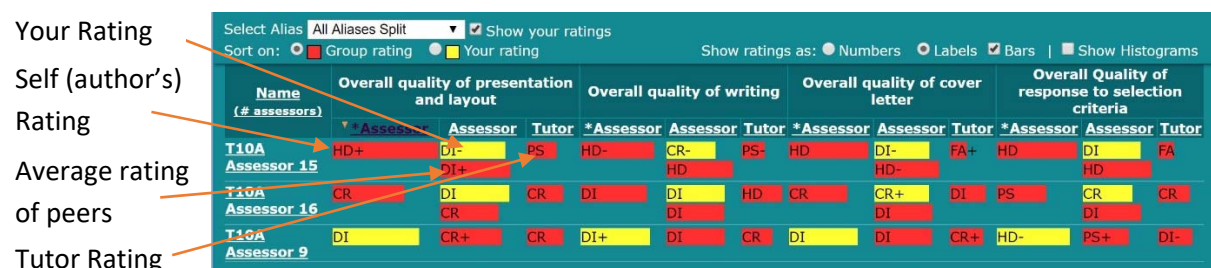 Your Rating
Self (author's)
Rating
Average rating
of peers
Tutor Rating
Select Alias All Aliases Split Show your ratings
Sort on: Group rating Your rating Show ratings as: Numbers Labels Bars | Show Histograms
Name
(# assessors)
Overall quality of presentation
and layout
Overall quality of writing
Overall quality of cover
letter
Overall Quality of
response to selection
criteria
*Assessor Assessor Tutor *Assessor Assessor Tutor *Assessor Assessor Tutor *Assessor Assessor Tutor
T10A
Assessor 15
HD+ DI- PS HD- CR- PS- HD DI- FA+ HD DI FA
DI+ HD HD- HD
T10A
Assessor 16
CR DI CR DI DI HD CR CR+ DI PS CR CR
CR DI DI DI
T10A
Assessor 9
DI CR+ CR DI+ DI CR DI DI CR+ HD- PS+ DI-